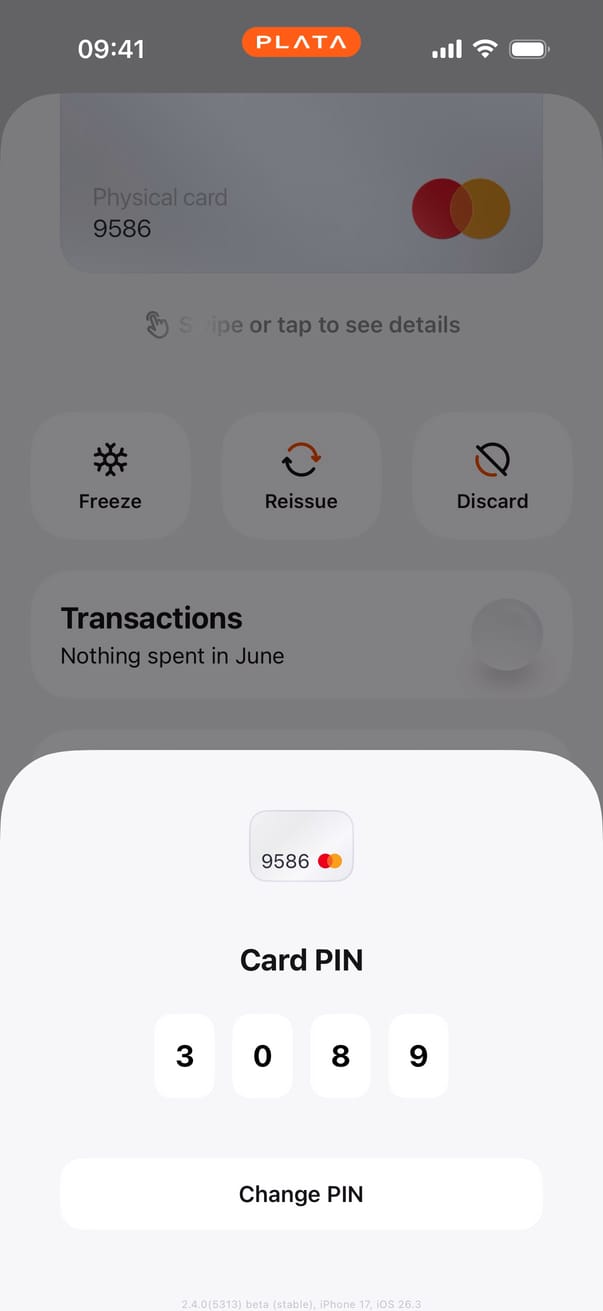 09:41
PLATA
Physical card
9586
Swipe or tap to see details
Freeze
Reissue
Discard
Transactions
Nothing spent in June
9586
Card PIN
3 0 8 9
Change PIN
2.4.0(5313) beta (stable), iPhone 17, iOS 26.3